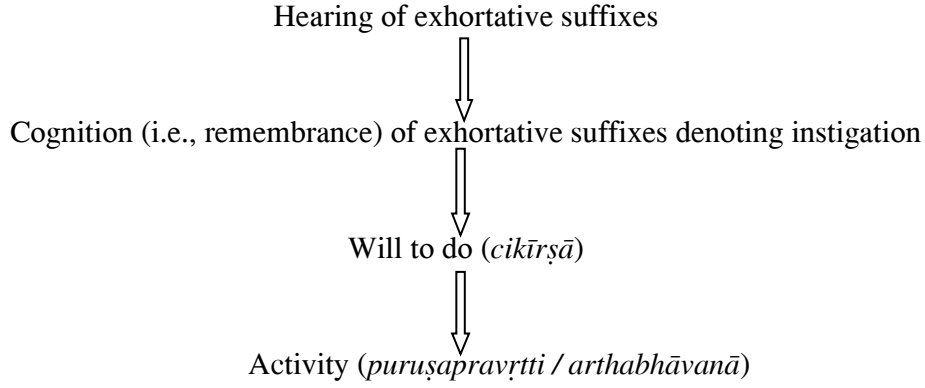 Hearing of exhortative suffixes
Cognition (i.e., remembrance) of exhortative suffixes denoting instigation
Will to do (cikīrṣā)
Activity (puruṣapravṛtti / arthabhāvanā)